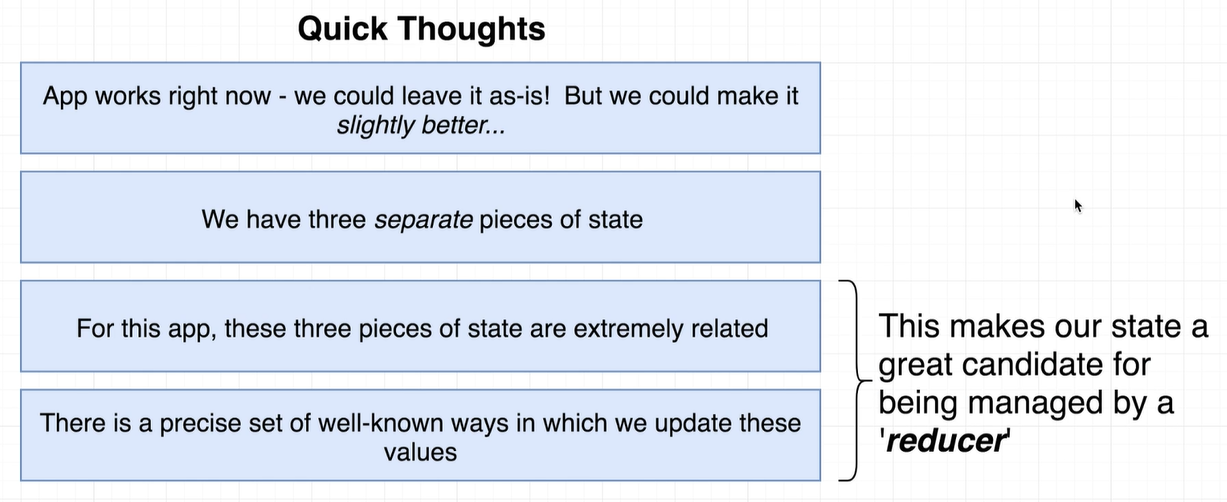 Quick Thoughts
App works right now - we could leave it as-is!  But we could make it
slightly better...
We have three separate pieces of state
For this app, these three pieces of state are extremely related
There is a precise set of well-known ways in which we update these
values
This makes our state a
great candidate for
being managed by a
'reducer'